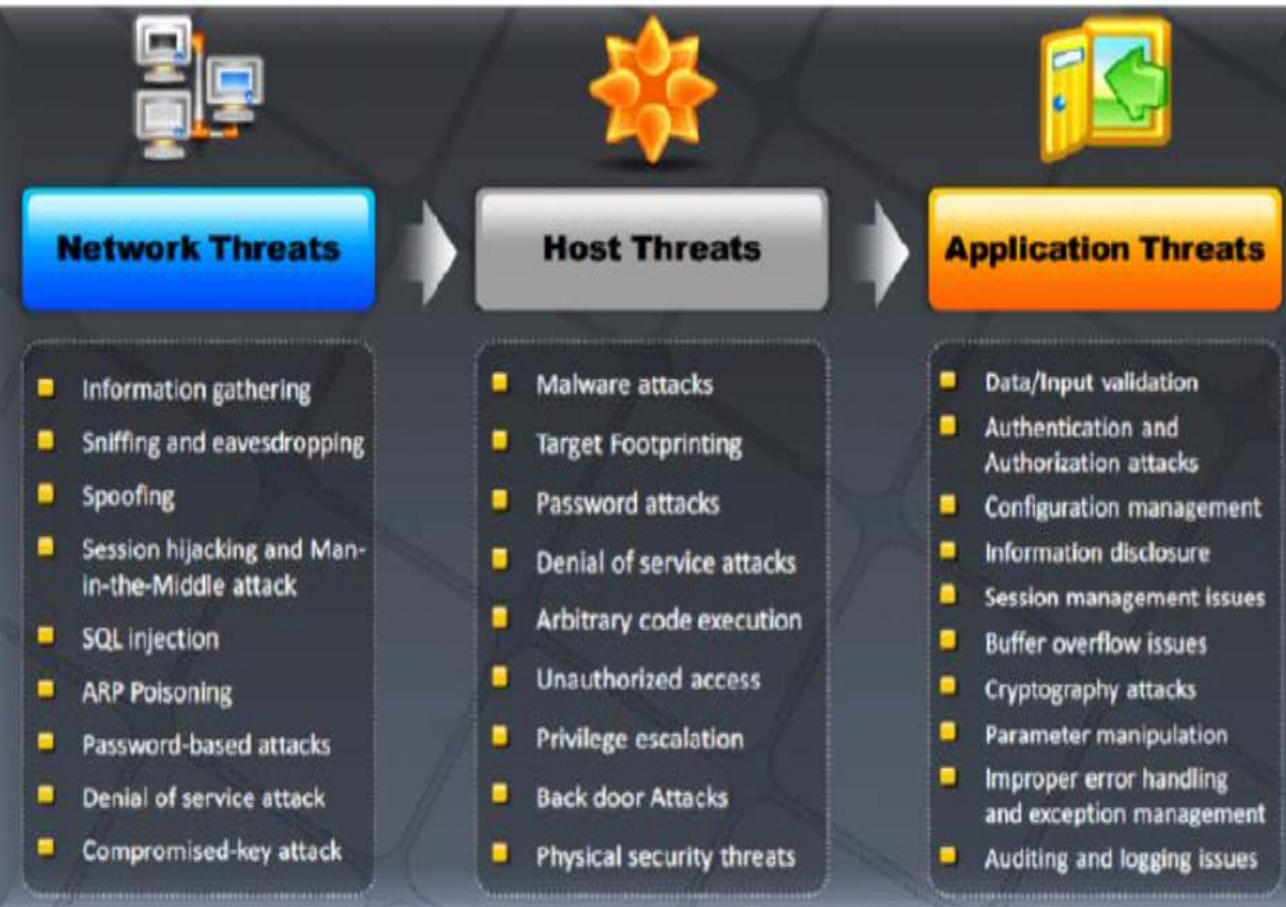 Network Threats
Information gathering
Sniffing and eavesdropping
Spoofing
Session hijacking and Man-
in-the-Middle attack
SQL injection
ARP Poisoning
Password-based attacks
Denial of service attack
Compromised-key attack
Host Threats
Malware attacks
Target Footprinting
Password attacks
Denial of service attacks
Arbitrary code execution
Unauthorized access
Privilege escalation
Back door Attacks
Physical security threats
Application Threats
Data/Input validation
Authentication and
Authorization attacks
Configuration management
Information disclosure
Session management issues
Buffer overflow issues
Cryptography attacks
Parameter manipulation
Improper error handling
and exception management
Auditing and logging issues